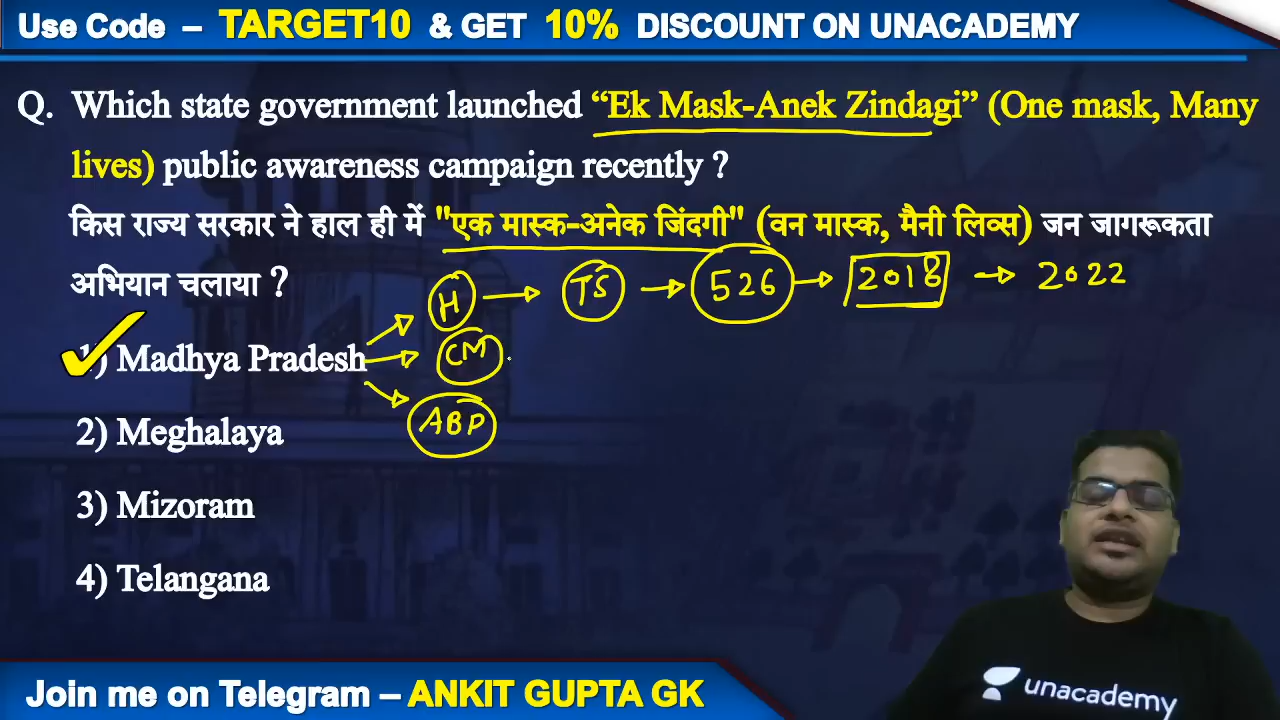 Use Code – TARGET10 & GET 10% DISCOUNT ON UNACADEMY
Q. Which state government launched “Ek Mask-Anek Zindagi” (One mask, Many
lives) public awareness campaign recently ?
किस राज्य सरकार ने हाल ही में "एक मास्क-अनेक जिंदगी" (वन मास्क, मैनी लिव्स) जन जागरूकता
अभियान चलाया ?
H → TS → 526 → 2018 → 2022
1) Madhya Pradesh
CM
ABP
2) Meghalaya
3) Mizoram
4) Telangana
unacademy
Join me on Telegram – ANKIT GUPTA GK